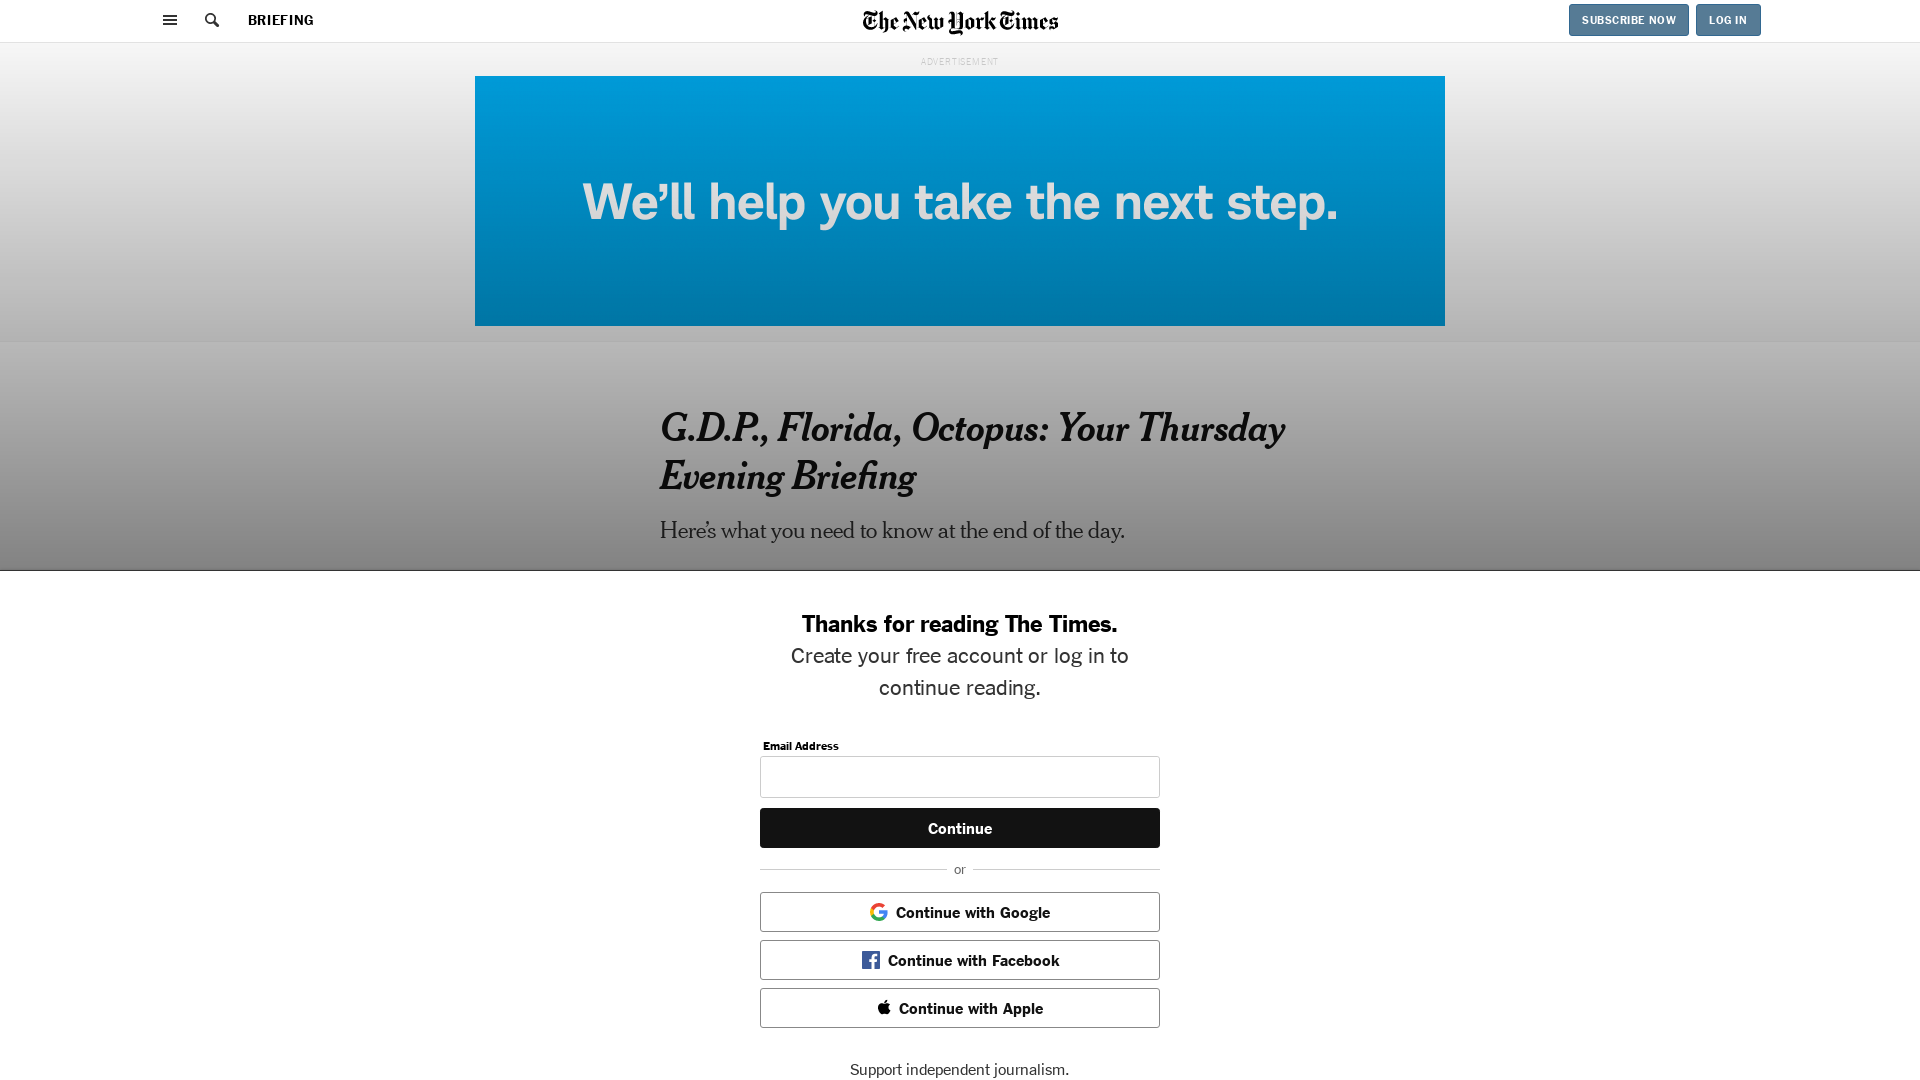 BRIEFING
The New York Times
SUBSCRIBE NOW
LOG IN
ADVERTISEMENT
We'll help you take the next step.
G.D.P., Florida, Octopus: Your Thursday
Evening Briefing
Here's what you need to know at the end of the day.
Thanks for reading The Times.
Create your free account or log in to
continue reading.
Email Address
Continue
or
Continue with Google
Continue with Facebook
Continue with Apple
Support independent journalism.